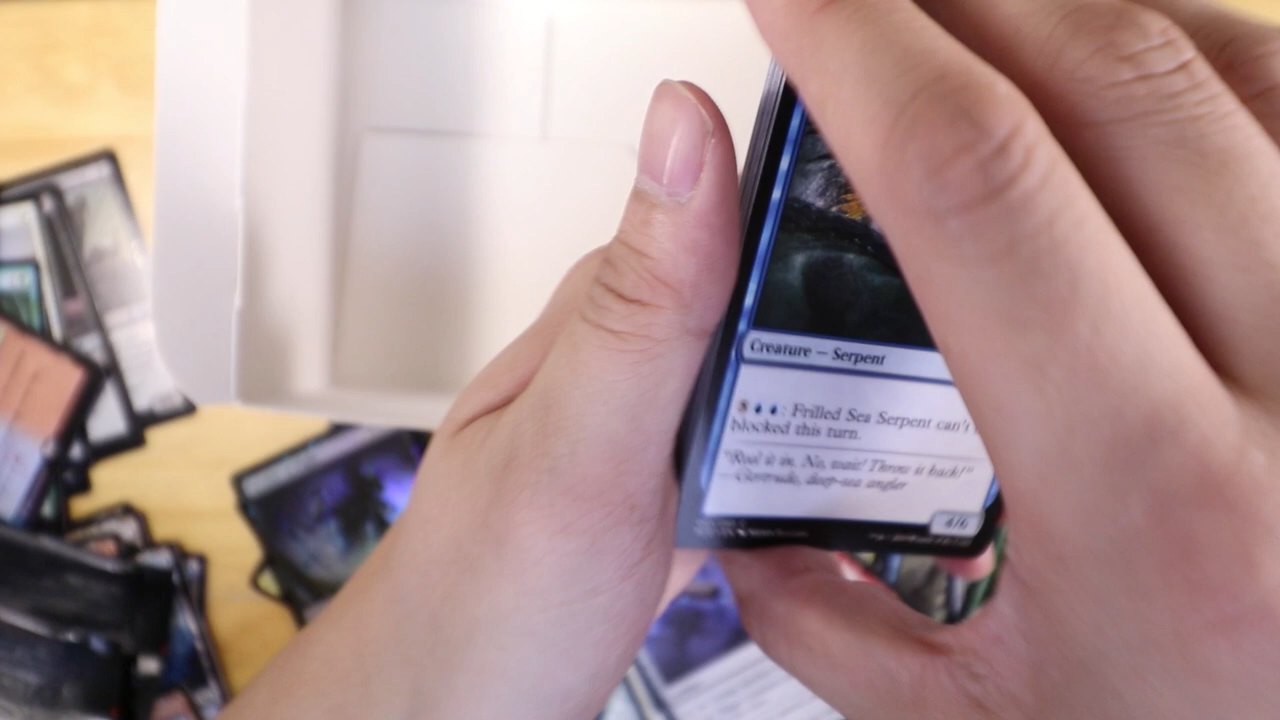 Creature — Serpent
: Frilled Sea Serpent can't
blocked this turn.
"Reel it in. No, wait! Throw it back!"
—Gertrude, deep-sea angler
4/6